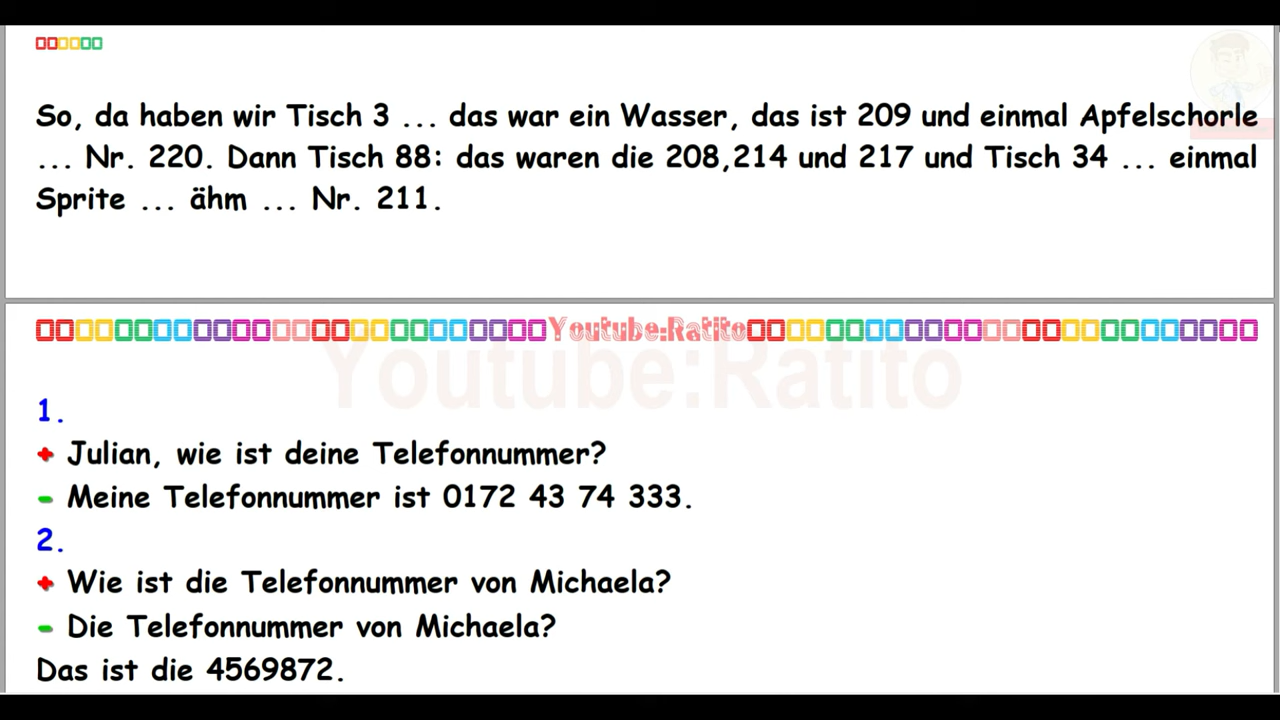 So, da haben wir Tisch 3 ... das war ein Wasser, das ist 209 und einmal Apfelschorle
... Nr. 220. Dann Tisch 88: das waren die 208,214 und 217 und Tisch 34 ... einmal
Sprite ... ähm ... Nr. 211.
Youtube:Ratito
Youtube:Ratito
1.
+ Julian, wie ist deine Telefonnummer?
- Meine Telefonnummer ist 0172 43 74 333.
2.
+ Wie ist die Telefonnummer von Michaela?
- Die Telefonnummer von Michaela?
Das ist die 4569872.